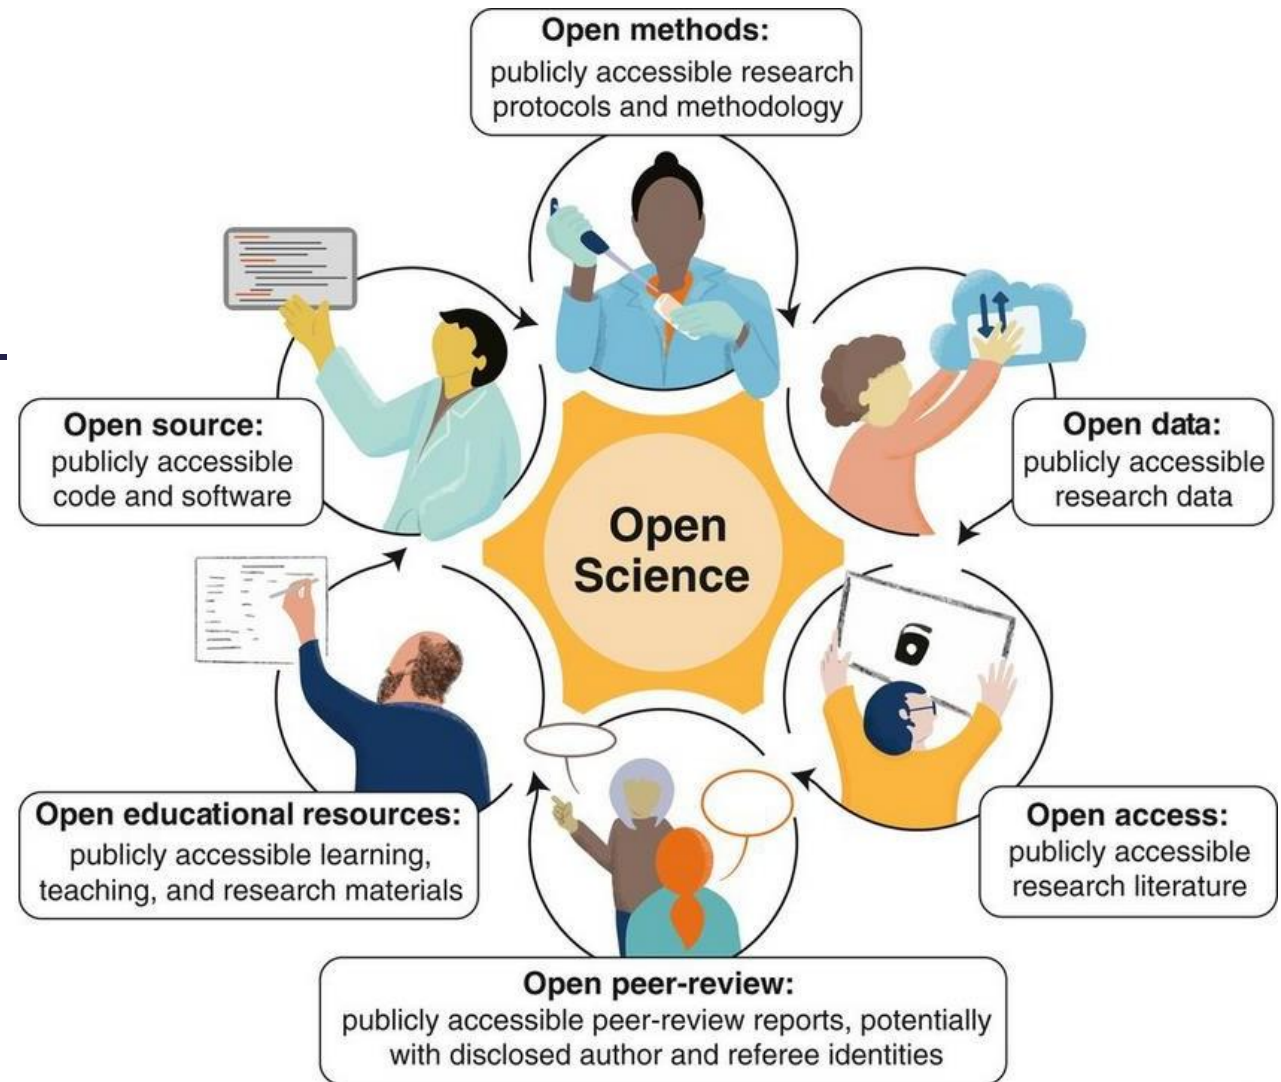 Open methods:
publicly accessible research
protocols and methodology
Open source:
publicly accessible
code and software
Open data:
publicly accessible
research data
Open
Science
Open educational resources:
publicly accessible learning,
teaching, and research materials
Open access:
publicly accessible
research literature
Open peer-review:
publicly accessible peer-review reports, potentially
with disclosed author and referee identities